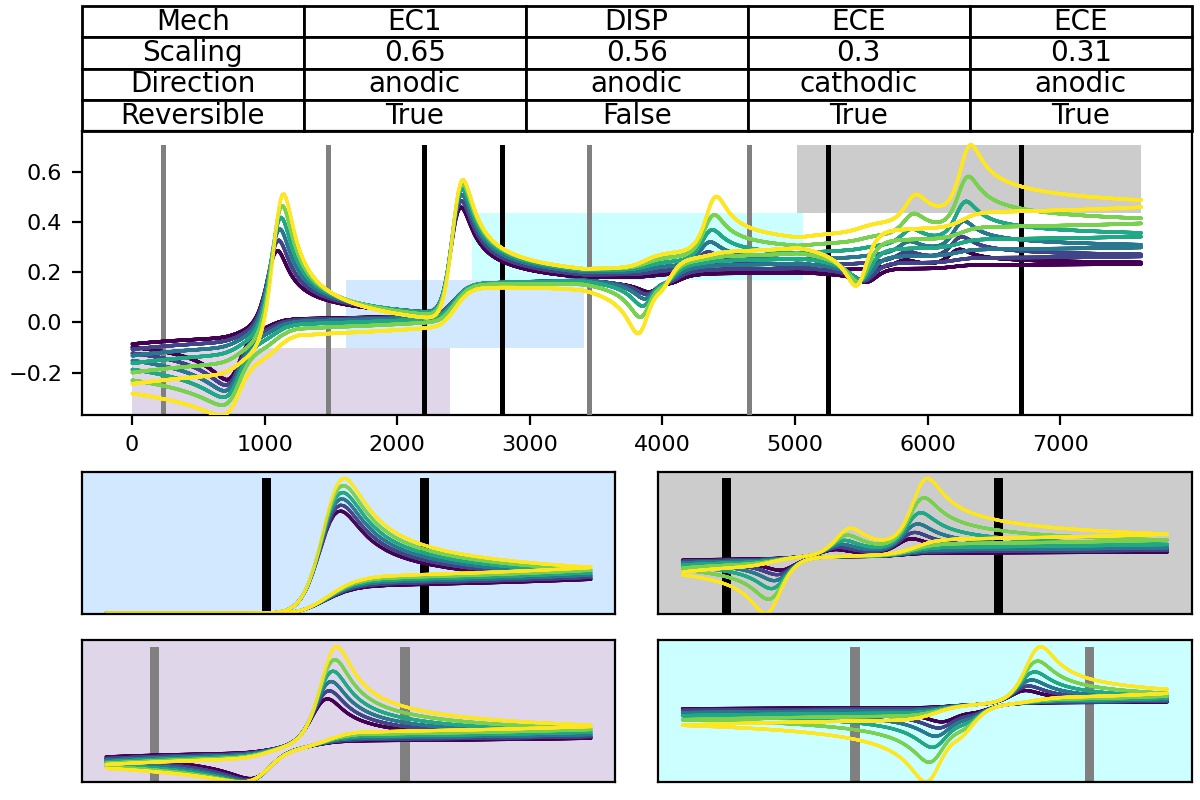 Mech EC1 DISP ECE ECE
Scaling 0.65 0.56 0.3 0.31
Direction anodic anodic cathodic anodic
Reversible True False True True
0.6
0.4
0.2
0.0
−0.2
0 1000 2000 3000 4000 5000 6000 7000